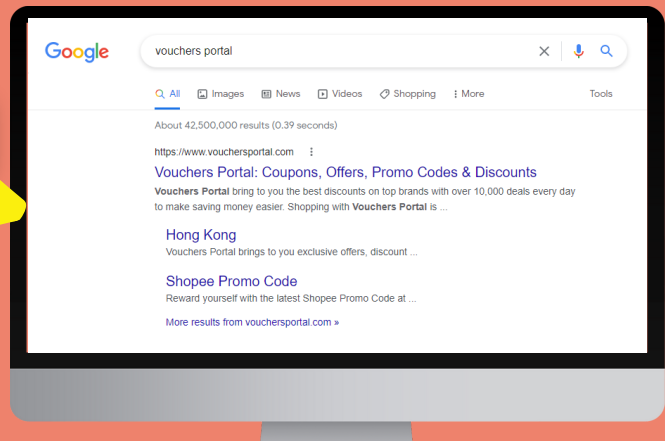 Google
vouchers portal
All Images News Videos Shopping More Tools
About 42,500,000 results (0.39 seconds)
https://www.vouchersportal.com
Vouchers Portal: Coupons, Offers, Promo Codes & Discounts
Vouchers Portal bring to you the best discounts on top brands with over 10,000 deals every day
to make saving money easier. Shopping with Vouchers Portal is ...
Hong Kong
Vouchers Portal brings to you exclusive offers, discount ...
Shopee Promo Code
Reward yourself with the latest Shopee Promo Code at ...
More results from vouchersportal.com »